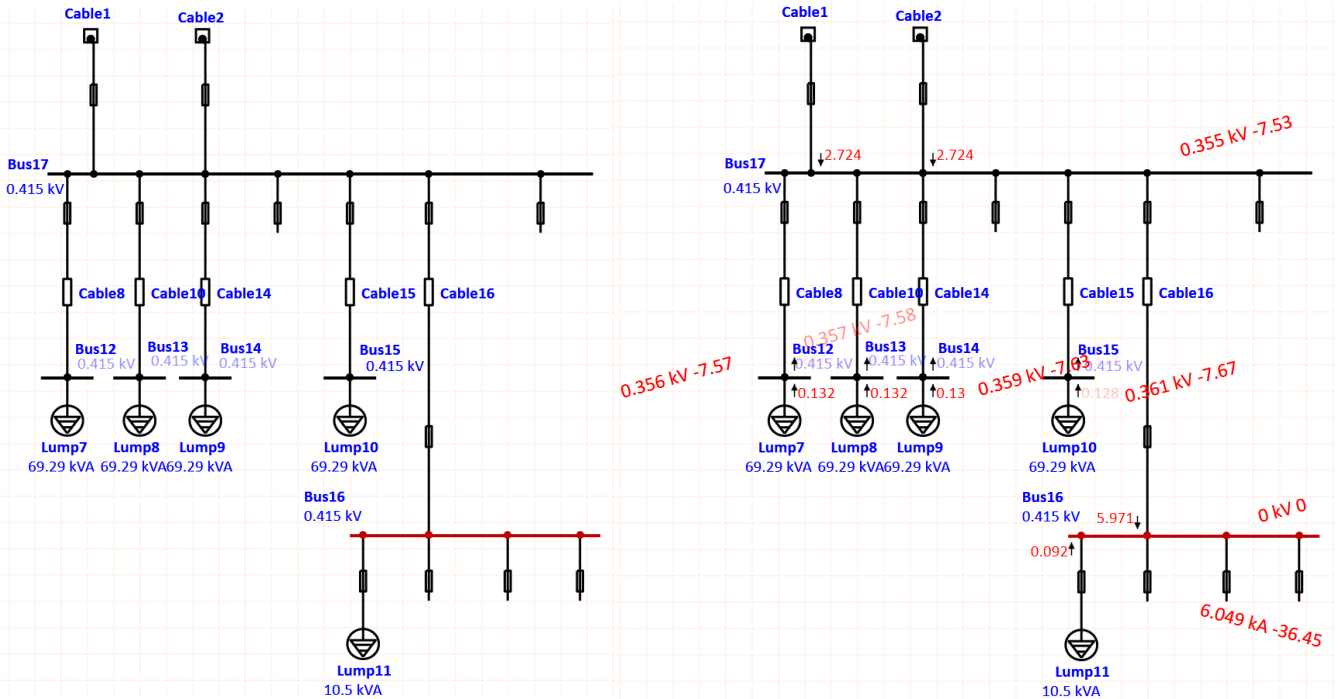 Cable1
Cable2
Bus17
0.415 kV
Cable8
Cable10
Cable14
Cable15
Cable16
Bus12
0.415 kV
Bus13
0.415 kV
Bus14
0.415 kV
Bus15
0.415 kV
Lump7
69.29 kVA
Lump8
69.29 kVA
Lump9
69.29 kVA
Lump10
69.29 kVA
Bus16
0.415 kV
Lump11
10.5 kVA
Cable1
Cable2
2.724
2.724
0.355 kV -7.53
Bus17
0.415 kV
Cable8
Cable10
Cable14
Cable15
Cable16
0.357 kV -7.58
Bus12
0.415 kV
Bus13
0.415 kV
Bus14
0.415 kV
Bus15
0.415 kV
0.356 kV -7.57
0.359 kV -7.63
0.361 kV -7.67
0.132
0.132
0.13
0.128
Lump7
69.29 kVA
Lump8
69.29 kVA
Lump9
69.29 kVA
Lump10
69.29 kVA
Bus16
0.415 kV
5.971
0 kV 0
0.092
6.049 kA -36.45
Lump11
10.5 kVA